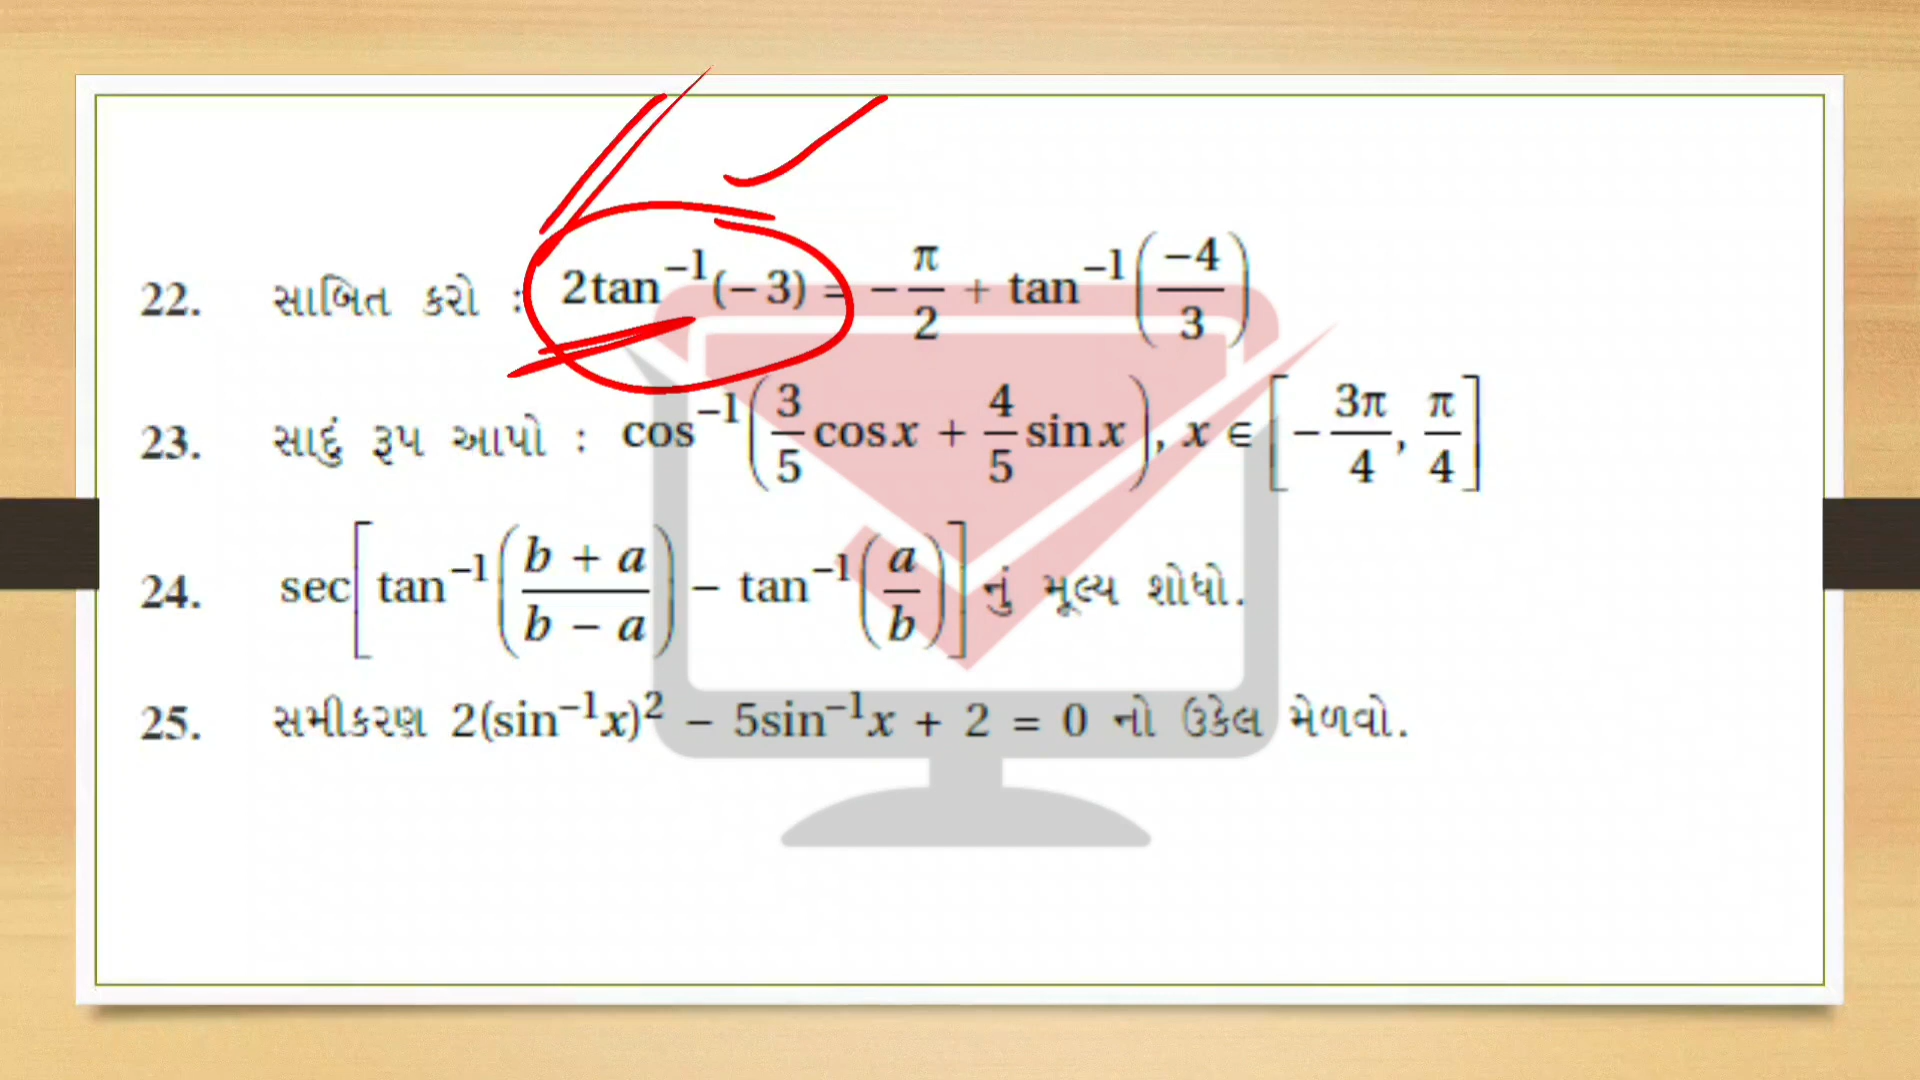 22. સાબિત કરો : 2tan⁻¹(−3) = −π/2 + tan⁻¹(−4/3)
23. સાદું રૂપ આપો : cos⁻¹(3/5 cos x + 4/5 sin x), x ∈ [−3π/4, π/4]
24. sec[tan⁻¹((b + a)/(b − a)) − tan⁻¹(a/b)] નું મૂલ્ય શોધો.
25. સમીકરણ 2(sin⁻¹x)² − 5sin⁻¹x + 2 = 0 નો ઉકેલ મેળવો.